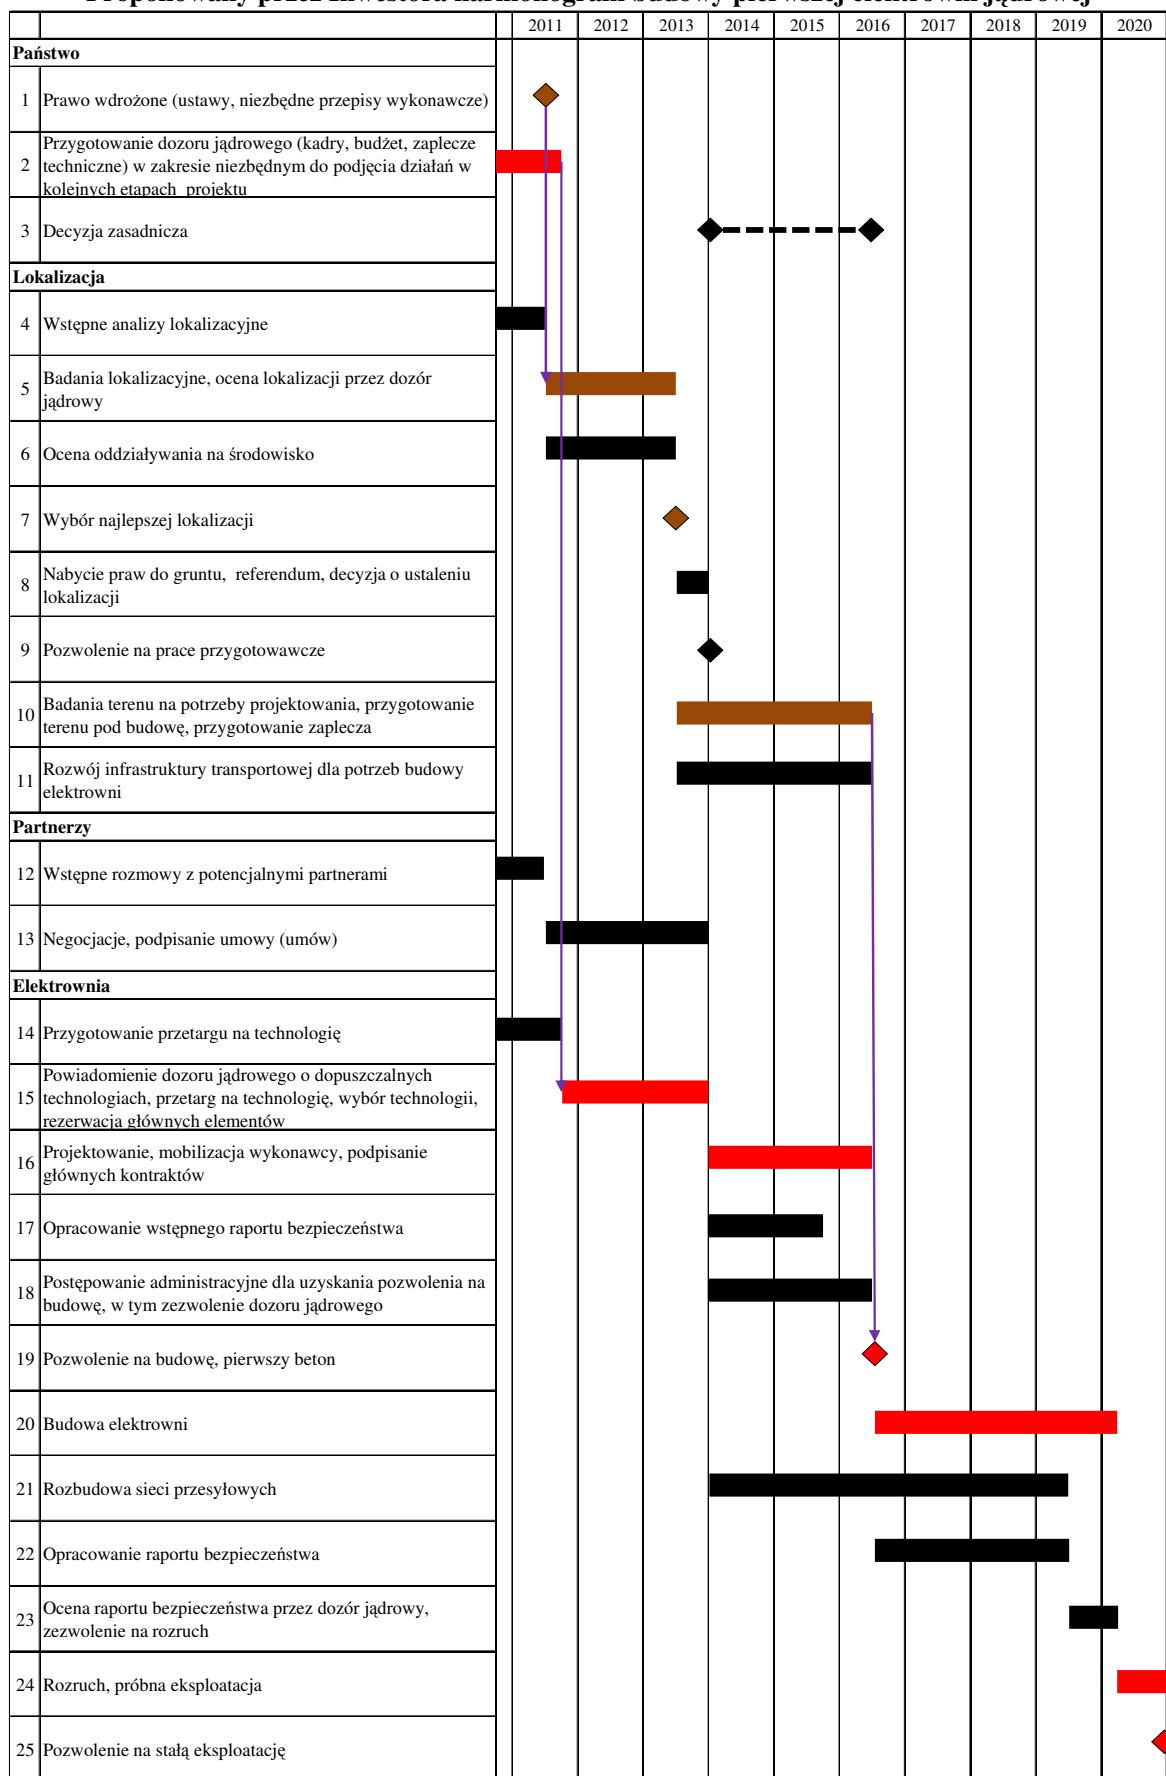 Proponowany przez Inwestora harmonogram budowy pierwszej elektrowni jądrowej
2011 2012 2013 2014 2015 2016 2017 2018 2019 2020
Państwo
1 Prawo wdrożone (ustawy, niezbędne przepisy wykonawcze)
2 Przygotowanie dozoru jądrowego (kadry, budżet, zaplecze
techniczne) w zakresie niezbędnym do podjęcia działań w
kolejnych etapach projektu
3 Decyzja zasadnicza
Lokalizacja
4 Wstępne analizy lokalizacyjne
5 Badania lokalizacyjne, ocena lokalizacji przez dozór
jądrowy
6 Ocena oddziaływania na środowisko
7 Wybór najlepszej lokalizacji
8 Nabycie praw do gruntu, referendum, decyzja o ustaleniu
lokalizacji
9 Pozwolenie na prace przygotowawcze
10 Badania terenu na potrzeby projektowania, przygotowanie
terenu pod budowę, przygotowanie zaplecza
11 Rozwój infrastruktury transportowej dla potrzeb budowy
elektrowni
Partnerzy
12 Wstępne rozmowy z potencjalnymi partnerami
13 Negocjacje, podpisanie umowy (umów)
Elektrownia
14 Przygotowanie przetargu na technologię
15 Powiadomienie dozoru jądrowego o dopuszczalnych
technologiach, przetarg na technologię, wybór technologii,
rezerwacja głównych elementów
16 Projektowanie, mobilizacja wykonawcy, podpisanie
głównych kontraktów
17 Opracowanie wstępnego raportu bezpieczeństwa
18 Postępowanie administracyjne dla uzyskania pozwolenia na
budowę, w tym zezwolenie dozoru jądrowego
19 Pozwolenie na budowę, pierwszy beton
20 Budowa elektrowni
21 Rozbudowa sieci przesyłowych
22 Opracowanie raportu bezpieczeństwa
23 Ocena raportu bezpieczeństwa przez dozór jądrowy,
zezwolenie na rozruch
24 Rozruch, próbna eksploatacja
25 Pozwolenie na stałą eksploatację